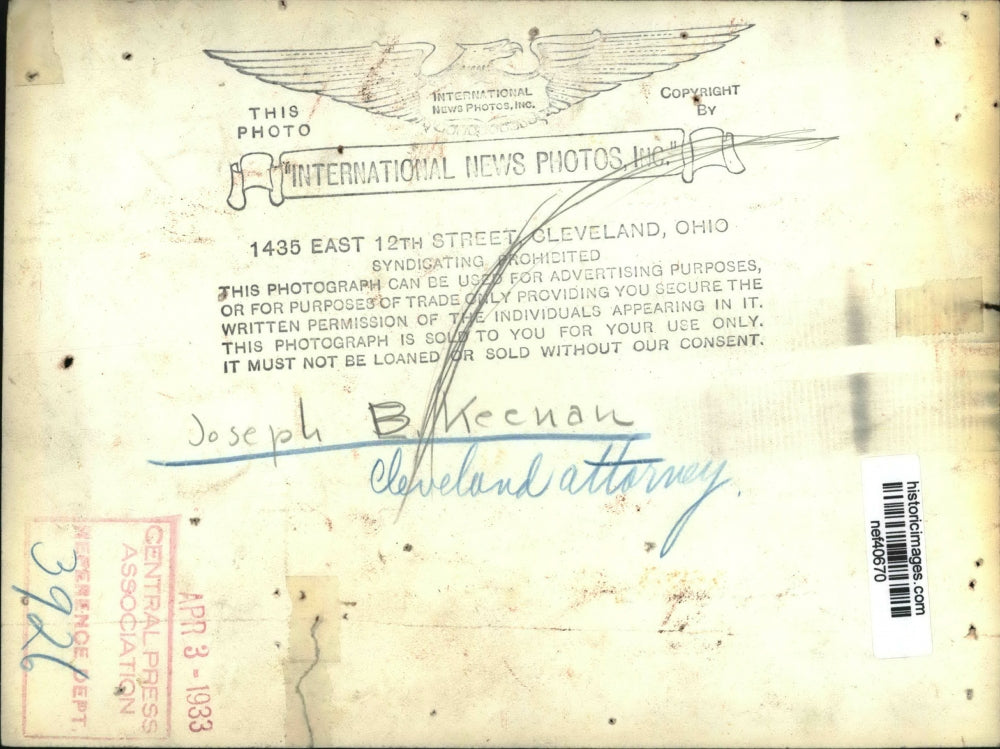 INTERNATIONAL
NEWS PHOTOS, INC.
THIS
PHOTO
COPYRIGHT
BY
"INTERNATIONAL NEWS PHOTOS, INC."
1435 EAST 12TH STREET, CLEVELAND, OHIO
SYNDICATING PROHIBITED
THIS PHOTOGRAPH CAN BE USED FOR ADVERTISING PURPOSES,
OR FOR PURPOSES OF TRADE ONLY PROVIDING YOU SECURE THE
WRITTEN PERMISSION OF THE INDIVIDUALS APPEARING IN IT.
THIS PHOTOGRAPH IS SOLD TO YOU FOR YOUR USE ONLY.
IT MUST NOT BE LOANED OR SOLD WITHOUT OUR CONSENT.
Joseph B. Keenan
Cleveland attorney.
historicimages.com
nef40670
CENTRAL PRESS
ASSOCIATION
REFERENCE DEPT.
3926
APR 3 - 1933